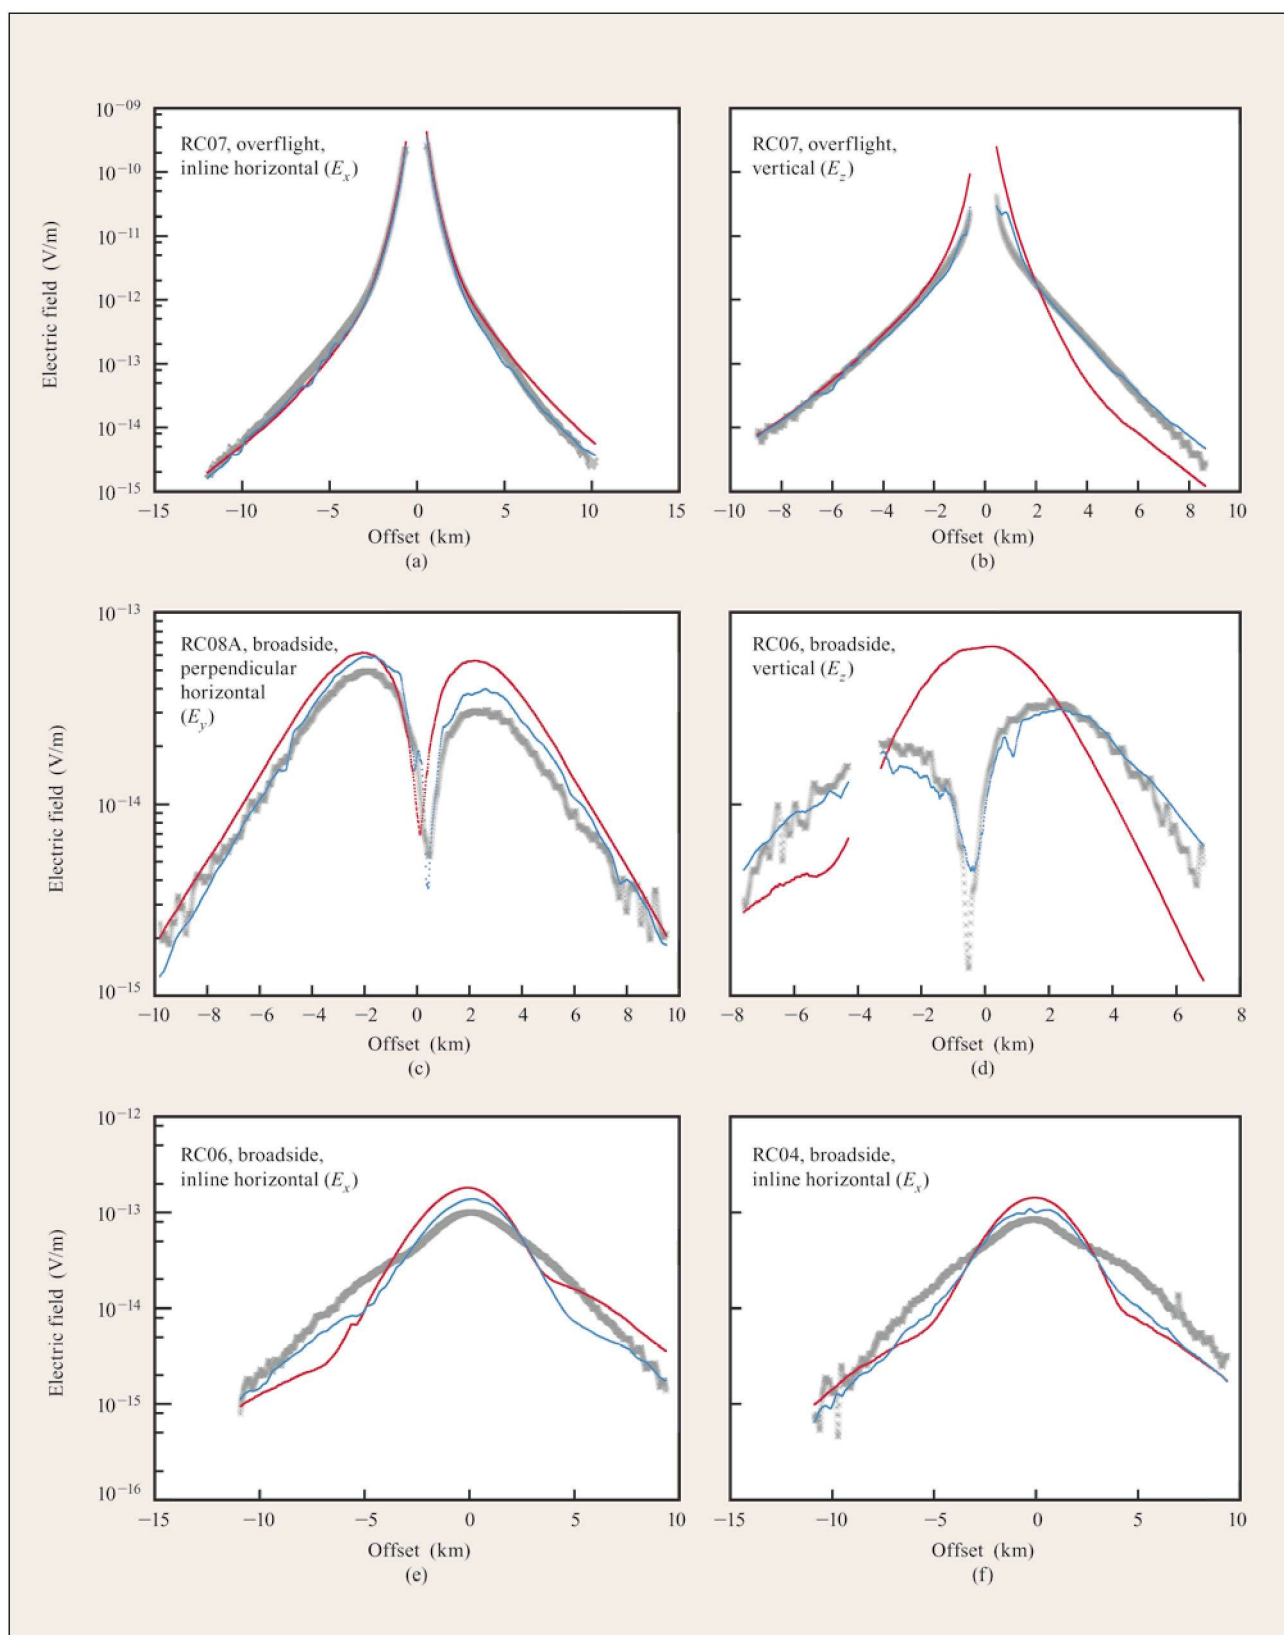 10−09
10−10
10−11
10−12
10−13
10−14
10−15
Electric field (V/m)
RC07, overflight,
inline horizontal (Ex)
−15 −10 −5 0 5 10 15
Offset (km)
(a)
RC07, overflight,
vertical (Ez)
−10 −8 −6 −4 −2 0 2 4 6 8 10
Offset (km)
(b)
10−13
10−14
10−15
Electric field (V/m)
RC08A, broadside,
perpendicular
horizontal
(Ey)
−10 −8 −6 −4 −2 0 2 4 6 8 10
Offset (km)
(c)
RC06, broadside,
vertical (Ez)
−8 −6 −4 −2 0 2 4 6 8
Offset (km)
(d)
10−12
10−13
10−14
10−15
10−16
Electric field (V/m)
RC06, broadside,
inline horizontal (Ex)
−15 −10 −5 0 5 10
Offset (km)
(e)
RC04, broadside,
inline horizontal (Ex)
−15 −10 −5 0 5 10
Offset (km)
(f)